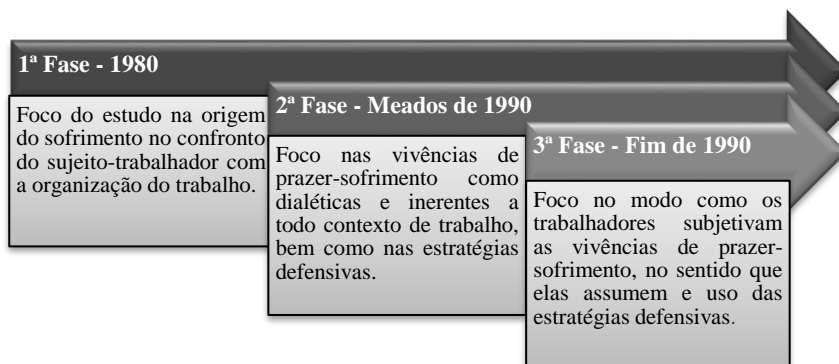 1ª Fase - 1980
Foco do estudo na origem
do sofrimento no confronto
do sujeito-trabalhador com
a organização do trabalho.
2ª Fase - Meados de 1990
Foco nas vivências de
prazer-sofrimento como
dialéticas e inerentes a
todo contexto de trabalho,
bem como nas estratégias
defensivas.
3ª Fase - Fim de 1990
Foco no modo como os
trabalhadores subjetivam
as vivências de prazer-
sofrimento, no sentido que
elas assumem e uso das
estratégias defensivas.